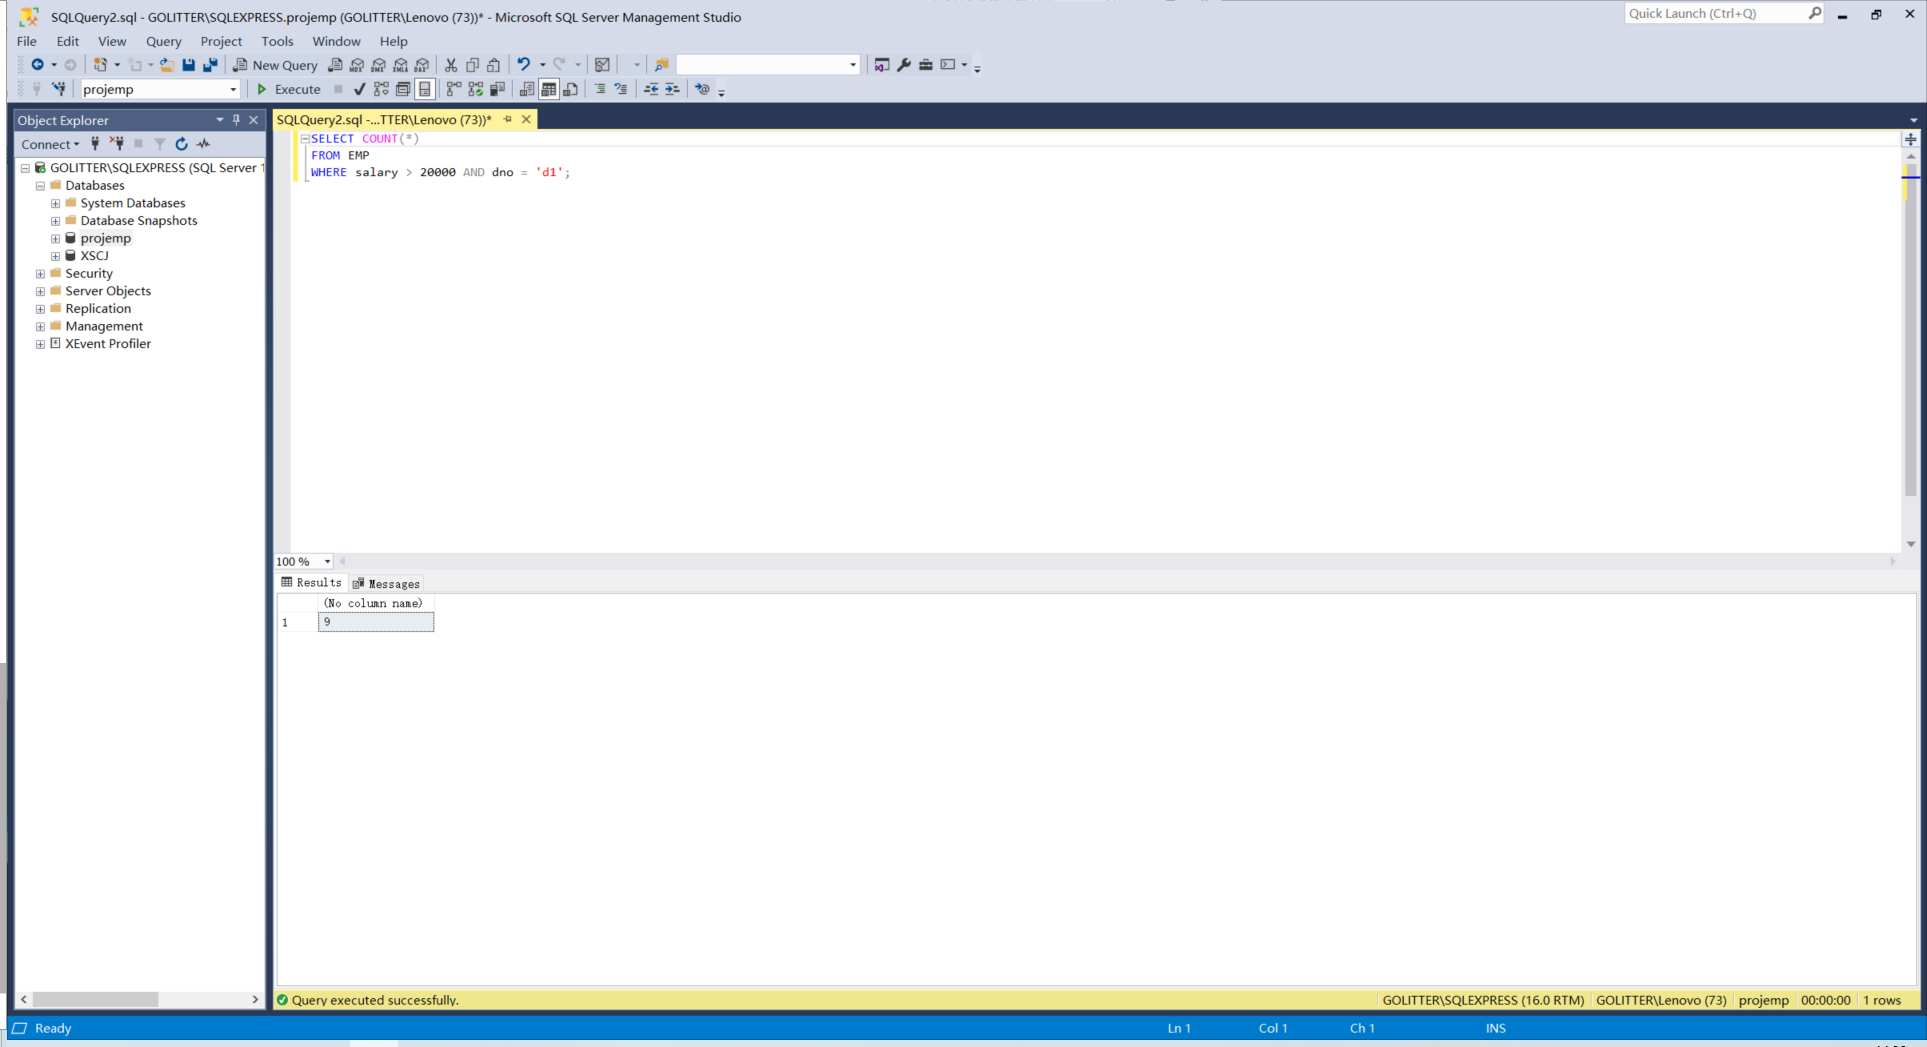 SQLQuery2.sql - GOLITTER\SQLEXPRESS.projemp (GOLITTER\Lenovo (73))* - Microsoft SQL Server Management Studio
Quick Launch (Ctrl+Q)
File Edit View Query Project Tools Window Help
New Query MDX DMX XMLA DAX
projemp Execute
Object Explorer
Connect
GOLITTER\SQLEXPRESS (SQL Server 1
Databases
System Databases
Database Snapshots
projemp
XSCJ
Security
Server Objects
Replication
Management
XEvent Profiler
SQLQuery2.sql -...TTER\Lenovo (73))*
SELECT COUNT(*)
FROM EMP
WHERE salary > 20000 AND dno = 'd1';
100 %
Results Messages
(No column name)
1 9
Query executed successfully.
GOLITTER\SQLEXPRESS (16.0 RTM) GOLITTER\Lenovo (73) projemp 00:00:00 1 rows
Ready Ln 1 Col 1 Ch 1 INS